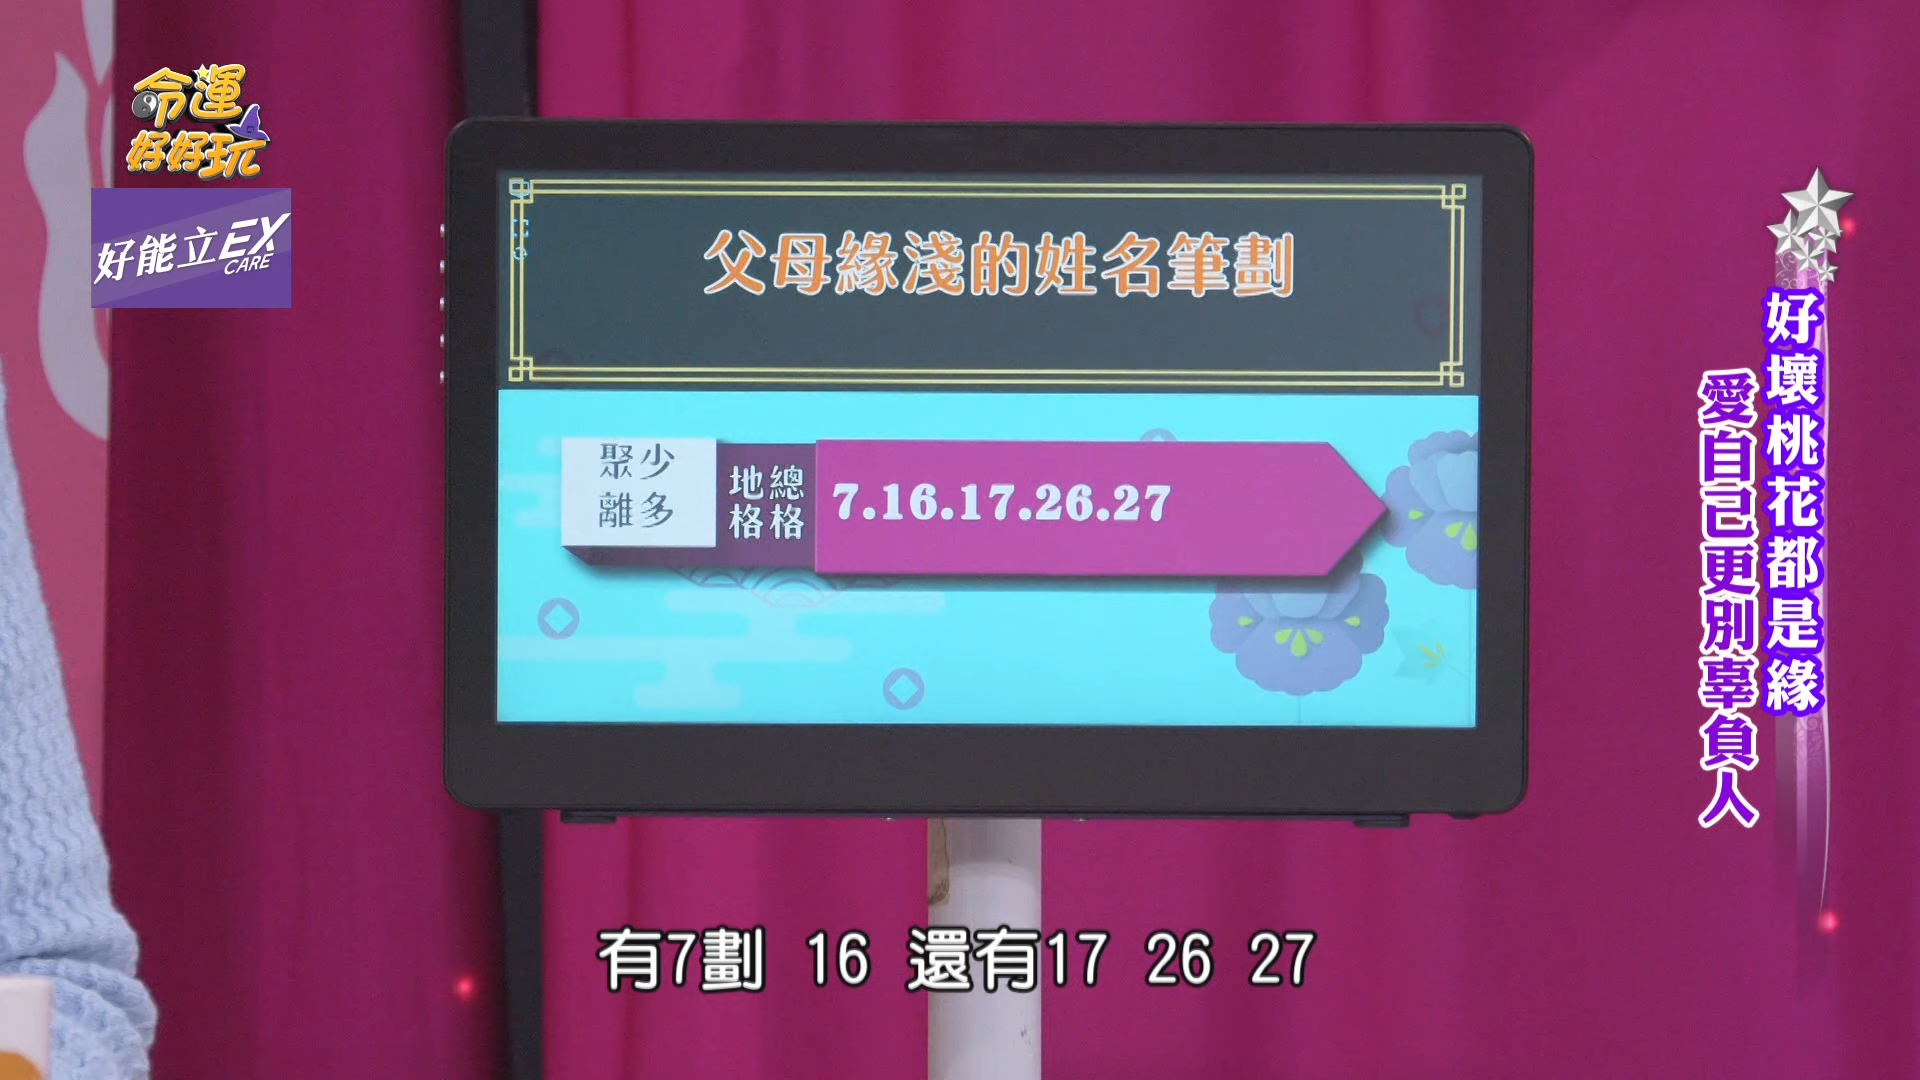 命運
好好玩
好能立EX
CARE
父母緣淺的姓名筆劃
聚少
離多
地格
總格
7.16.17.26.27
好壞桃花都是緣
愛自己更別辜負人
有7劃 16 還有17 26 27